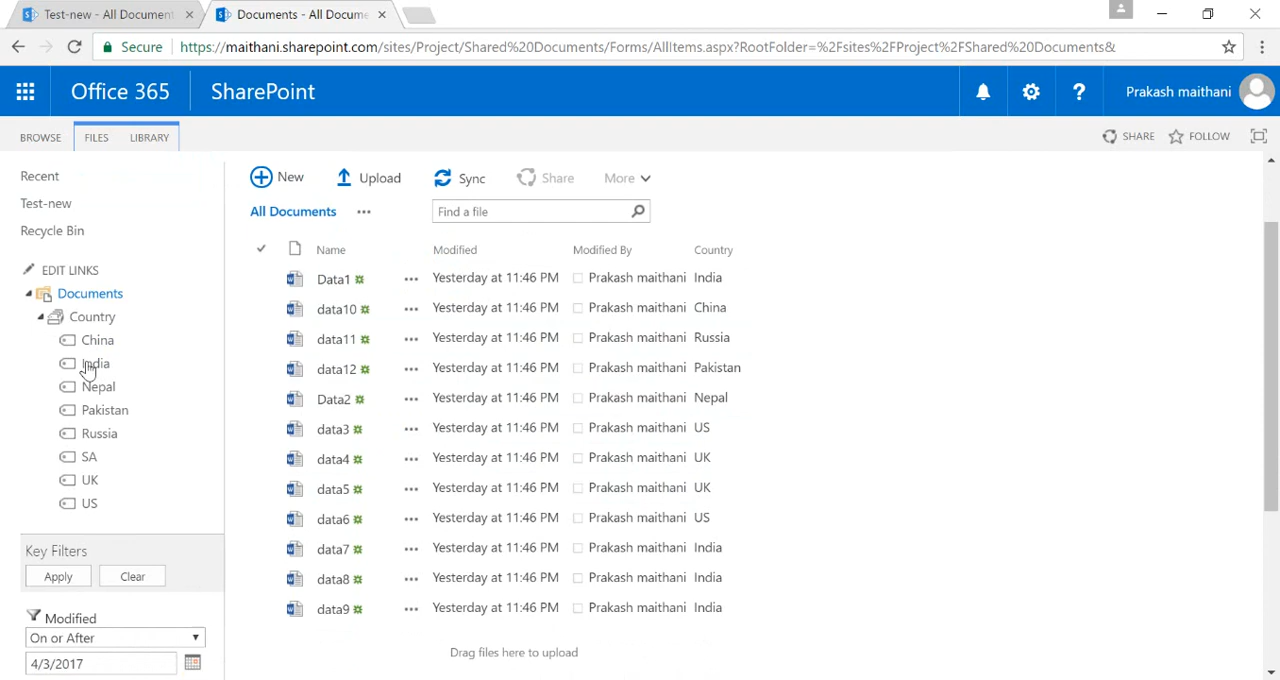 Test-new - All Document
Documents - All Docume
Secure https://maithani.sharepoint.com/sites/Project/Shared%20Documents/Forms/AllItems.aspx?RootFolder=%2Fsites%2FProject%2FShared%20Documents&
Office 365 SharePoint Prakash maithani
BROWSE FILES LIBRARY SHARE FOLLOW
Recent
Test-new
Recycle Bin
EDIT LINKS
Documents
Country
China
India
Nepal
Pakistan
Russia
SA
UK
US
Key Filters
Apply Clear
Modified
On or After
4/3/2017
New Upload Sync Share More
All Documents ... Find a file
Name Modified Modified By Country
Data1 ... Yesterday at 11:46 PM Prakash maithani India
data10 ... Yesterday at 11:46 PM Prakash maithani China
data11 ... Yesterday at 11:46 PM Prakash maithani Russia
data12 ... Yesterday at 11:46 PM Prakash maithani Pakistan
Data2 ... Yesterday at 11:46 PM Prakash maithani Nepal
data3 ... Yesterday at 11:46 PM Prakash maithani US
data4 ... Yesterday at 11:46 PM Prakash maithani UK
data5 ... Yesterday at 11:46 PM Prakash maithani UK
data6 ... Yesterday at 11:46 PM Prakash maithani US
data7 ... Yesterday at 11:46 PM Prakash maithani India
data8 ... Yesterday at 11:46 PM Prakash maithani India
data9 ... Yesterday at 11:46 PM Prakash maithani India
Drag files here to upload